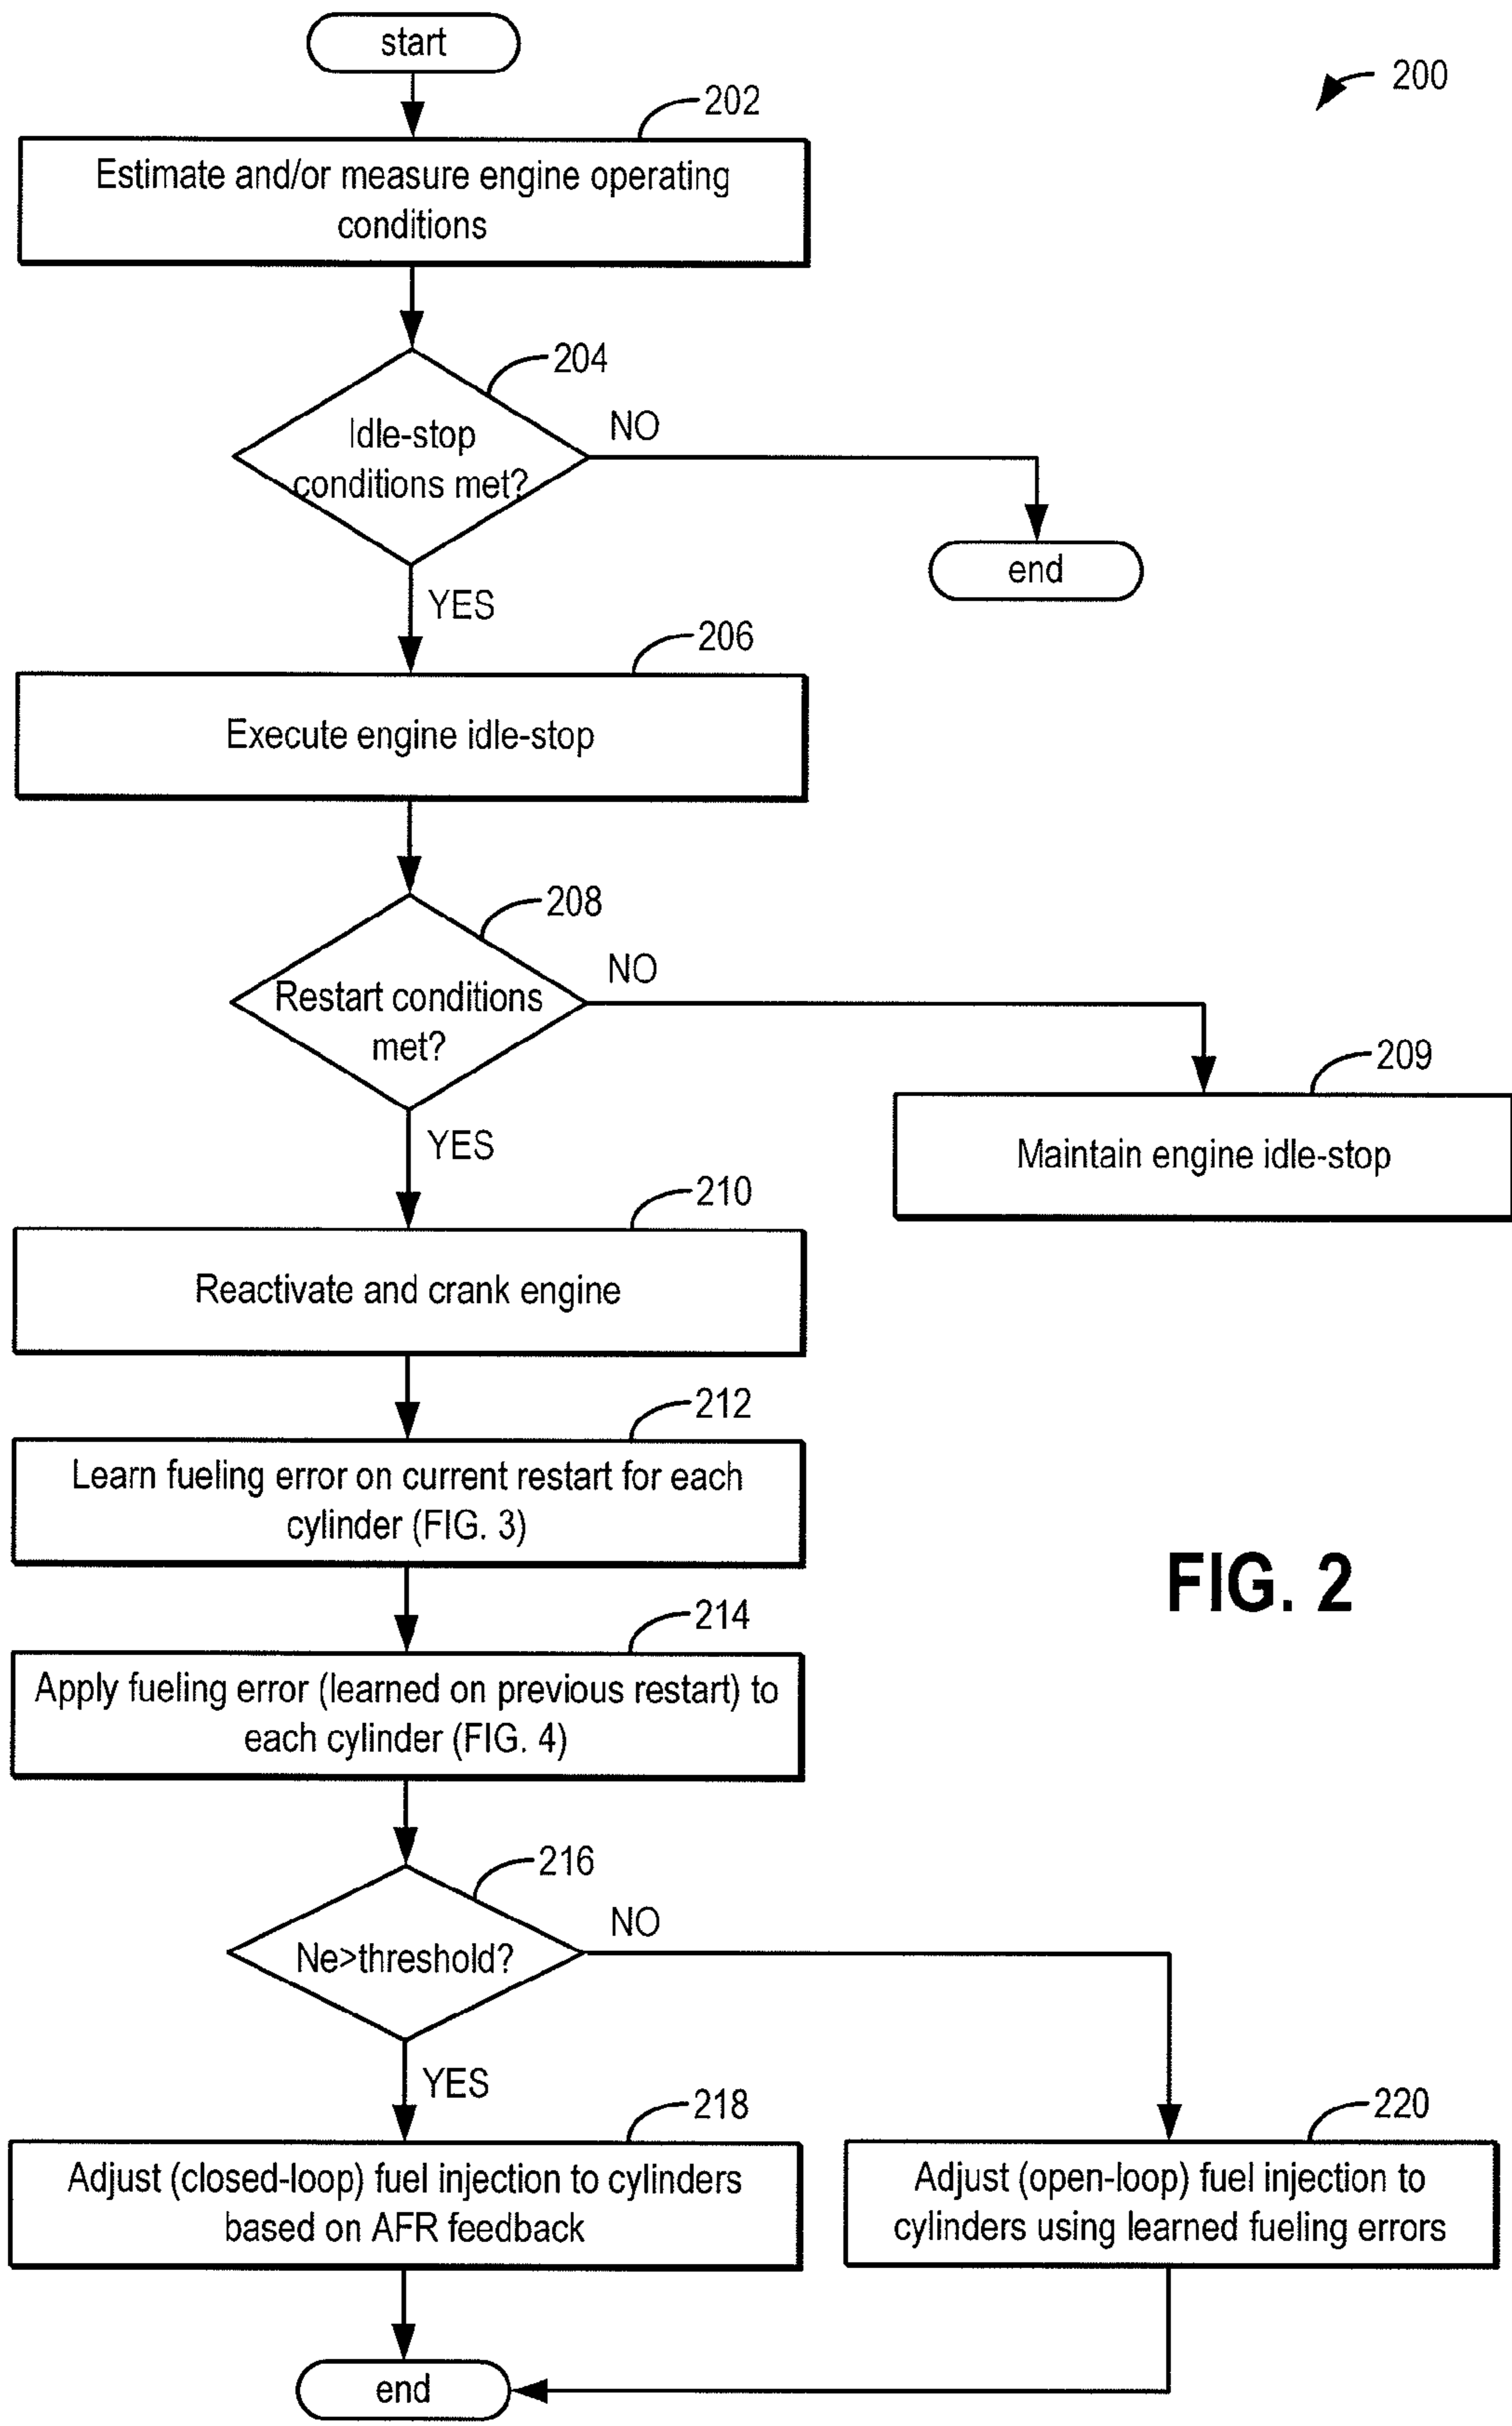 start
200
202
Estimate and/or measure engine operating
conditions
204
Idle-stop
conditions met?
NO
end
YES
206
Execute engine idle-stop
208
Restart conditions
met?
NO
209
Maintain engine idle-stop
YES
210
Reactivate and crank engine
212
Learn fueling error on current restart for each
cylinder (FIG. 3)
FIG. 2
214
Apply fueling error (learned on previous restart) to
each cylinder (FIG. 4)
216
Ne>threshold?
NO
YES
218
Adjust (closed-loop) fuel injection to cylinders
based on AFR feedback
220
Adjust (open-loop) fuel injection to
cylinders using learned fueling errors
end